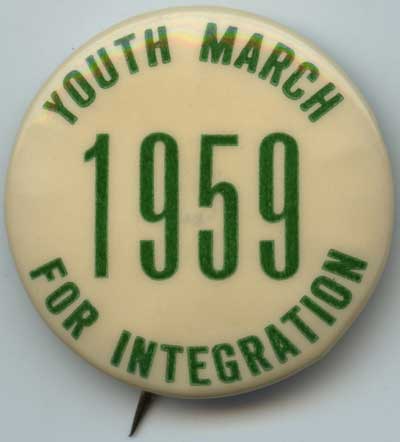 YOUTH MARCH
1959
FOR INTEGRATION